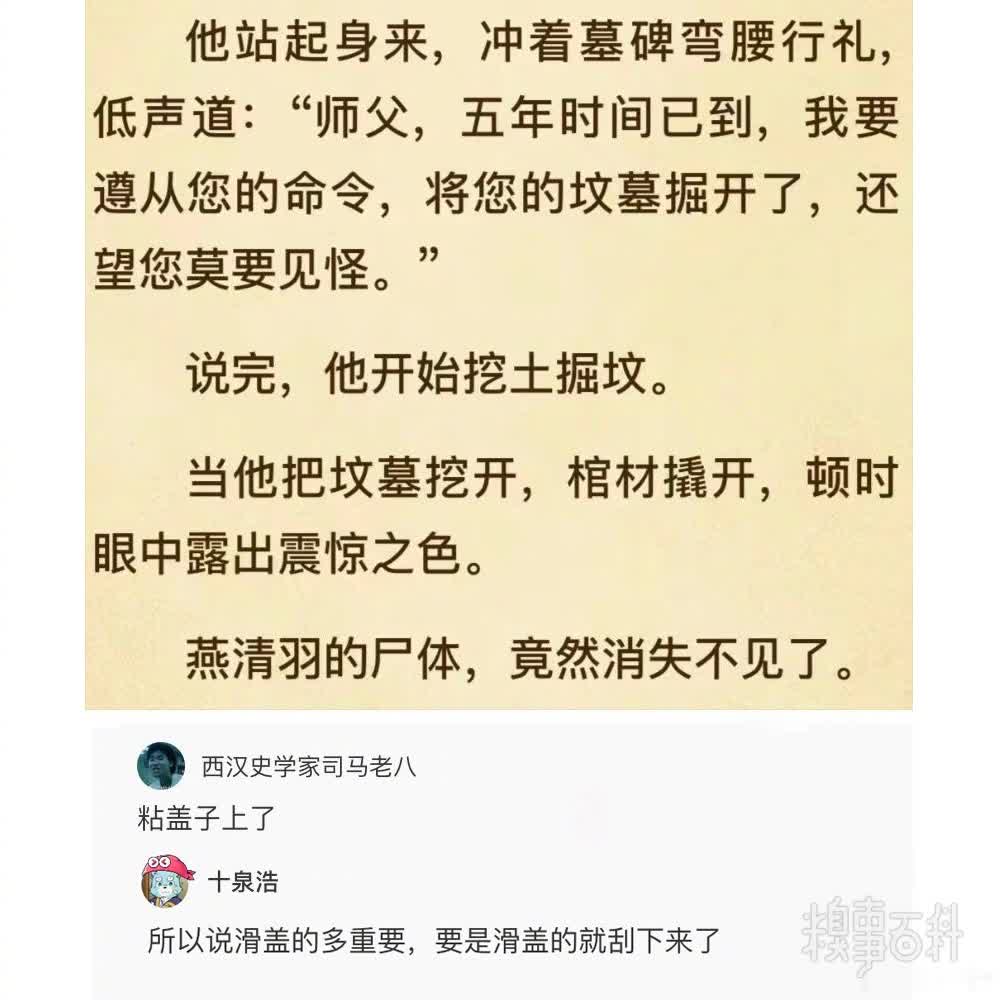 他站起身来，冲着墓碑弯腰行礼，
低声道：“师父，五年时间已到，我要
遵从您的命令，将您的坟墓掘开了，还
望您莫要见怪。”
说完，他开始挖土掘坟。
当他把坟墓挖开，棺材撬开，顿时
眼中露出震惊之色。
燕清羽的尸体，竟然消失不见了。
西汉史学家司马老八
粘盖子上了
十泉浩
所以说滑盖的多重要，要是滑盖的就刮下来了
糗事百科